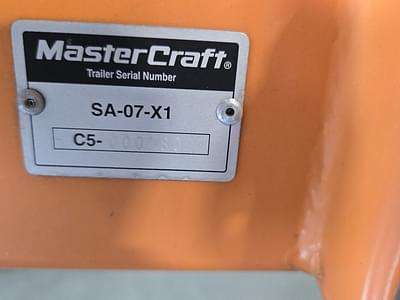 MasterCraft®
Trailer Serial Number
SA-07-X1
C5-